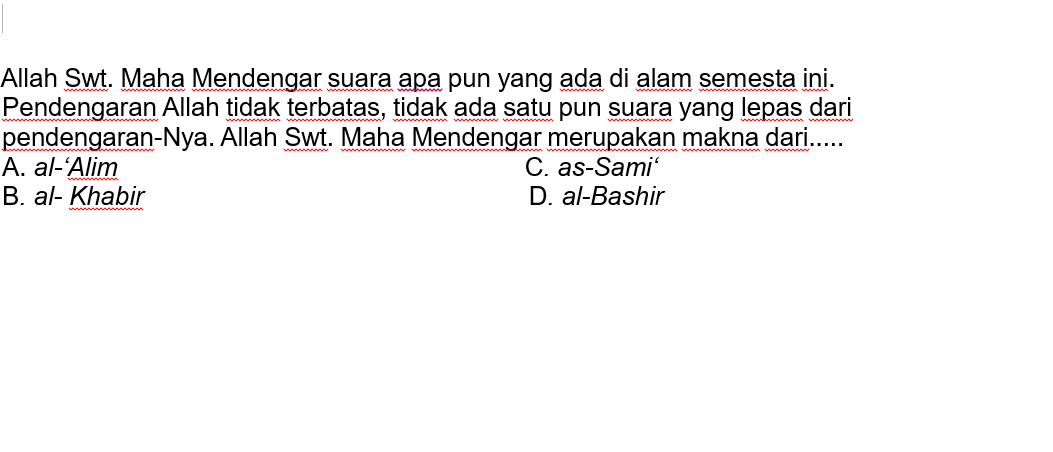 Allah Swt. Maha Mendengar suara apa pun yang ada di alam semesta ini.
Pendengaran Allah tidak terbatas, tidak ada satu pun suara yang lepas dari
pendengaran-Nya. Allah Swt. Maha Mendengar merupakan makna dari.....
A. al-‘Alim C. as-Sami‘
B. al- Khabir D. al-Bashir